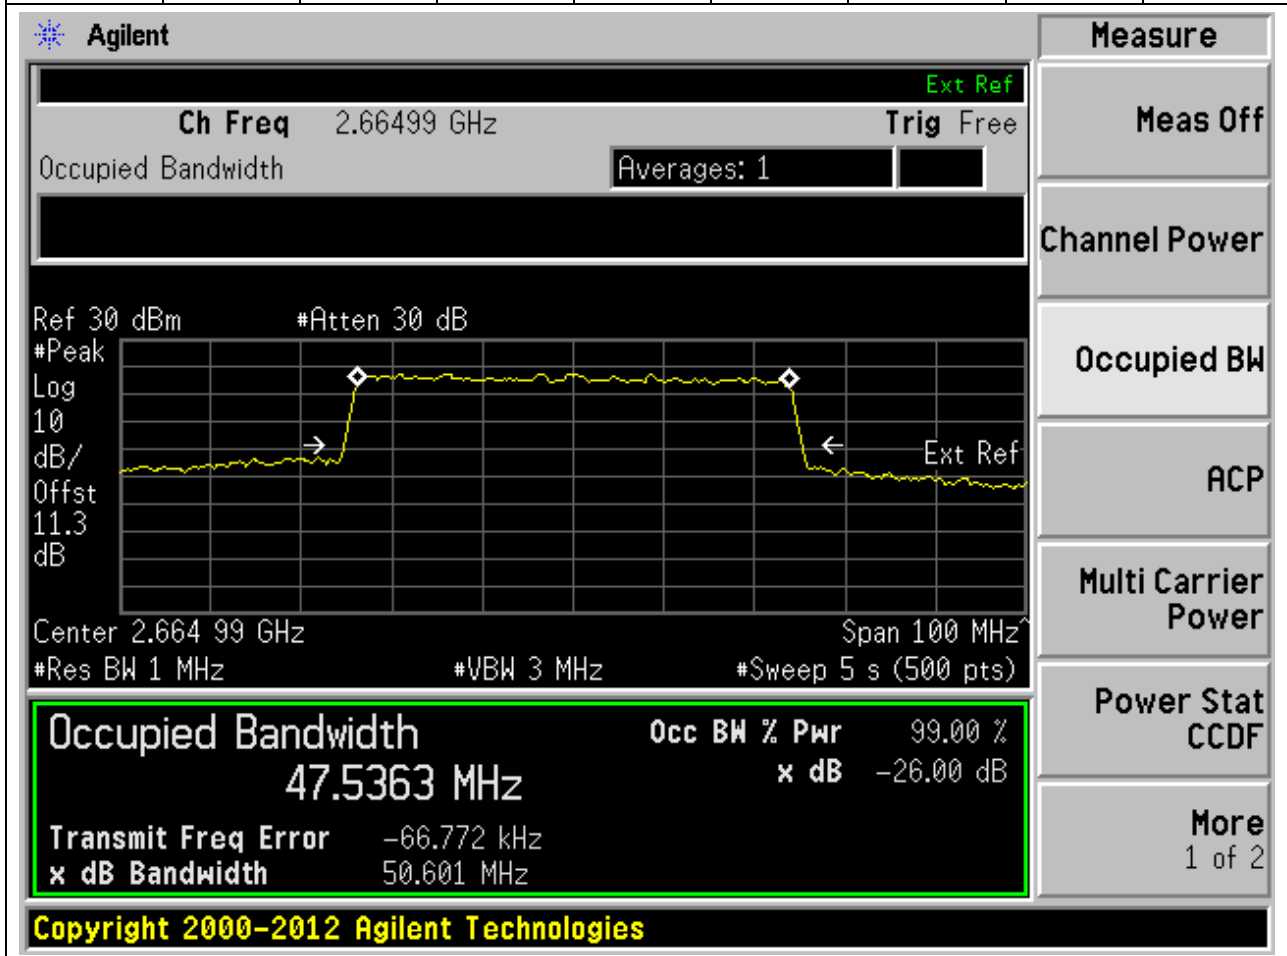 Agilent
Measure
Ext Ref
Ch Freq 2.66499 GHz Trig Free
Meas Off
Occupied Bandwidth Averages: 1
Channel Power
Ref 30 dBm #Atten 30 dB
#Peak
Log
10
dB/
Offst
11.3
dB
Ext Ref
Occupied BW
ACP
Center 2.664 99 GHz Span 100 MHz^
#Res BW 1 MHz #VBW 3 MHz #Sweep 5 s (500 pts)
Multi Carrier
Power
Occupied Bandwidth Occ BW % Pwr 99.00 %
47.5363 MHz x dB -26.00 dB
Transmit Freq Error -66.772 kHz
x dB Bandwidth 50.601 MHz
Power Stat
CCDF
More
1 of 2
Copyright 2000-2012 Agilent Technologies